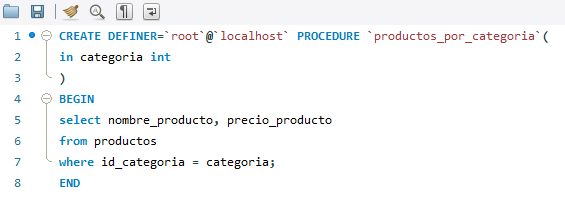 1 CREATE DEFINER=`root`@`localhost` PROCEDURE `productos_por_categoria`(
2 in categoria int
3 )
4 BEGIN
5 select nombre_producto, precio_producto
6 from productos
7 where id_categoria = categoria;
8 END